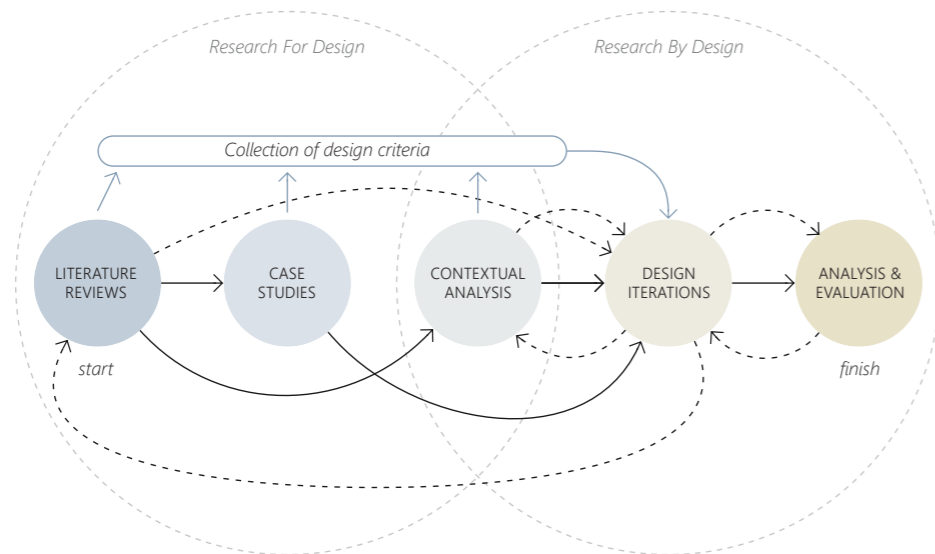 Research For Design
Research By Design
Collection of design criteria
LITERATURE
REVIEWS
CASE
STUDIES
CONTEXTUAL
ANALYSIS
DESIGN
ITERATIONS
ANALYSIS &
EVALUATION
start
finish